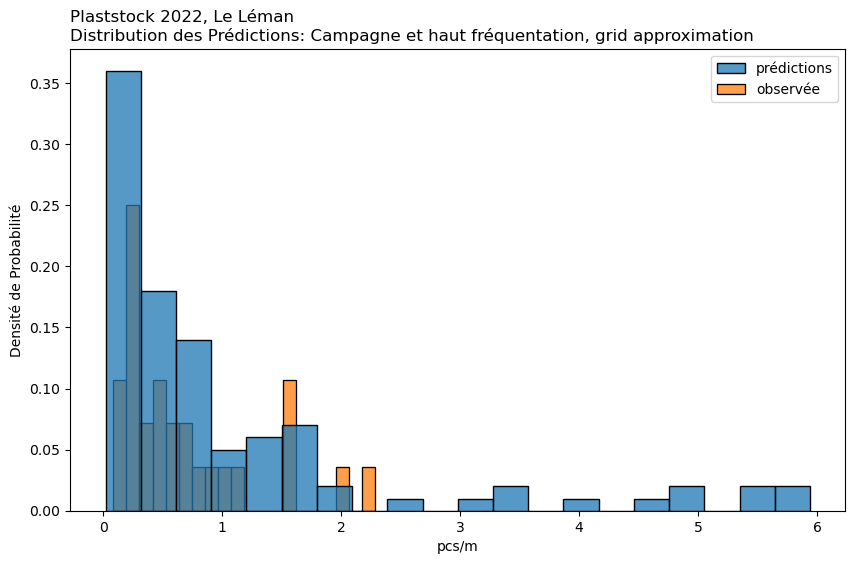 Plaststock 2022, Le Léman
Distribution des Prédictions: Campagne et haut fréquentation, grid approximation
prédictions
observée
Densité de Probabilité
0.35
0.30
0.25
0.20
0.15
0.10
0.05
0.00
0 1 2 3 4 5 6
pcs/m